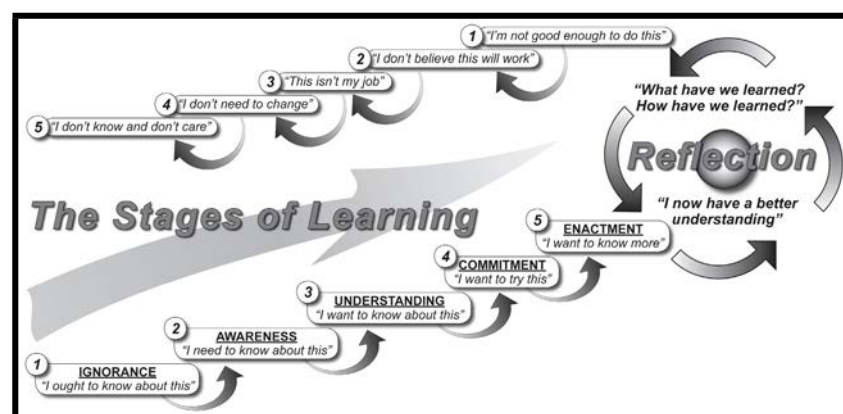 1 "I'm not good enough to do this"
2 "I don't believe this will work"
3 "This isn't my job"
4 "I don't need to change"
5 "I don't know and don't care"
"What have we learned?
How have we learned?"
Reflection
"I now have a better
understanding"
The Stages of Learning
5 ENACTMENT
"I want to know more"
4 COMMITMENT
"I want to try this"
3 UNDERSTANDING
"I want to know about this"
2 AWARENESS
"I need to know about this"
1 IGNORANCE
"I ought to know about this"